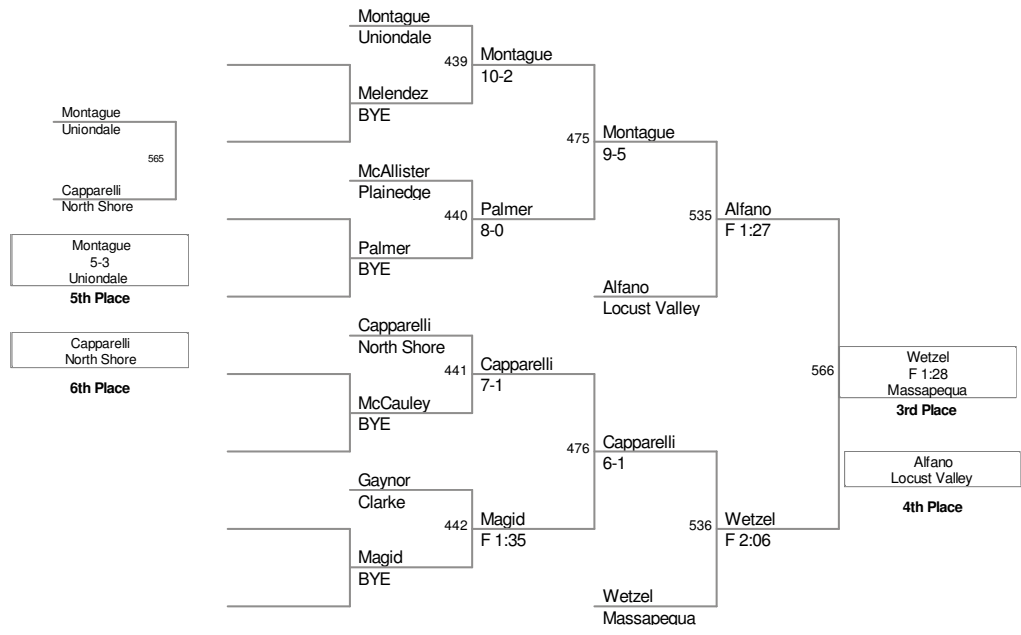 Montague
Uniondale
439
Montague
10-2
Melendez
BYE
Montague
Uniondale
565
Capparelli
North Shore
Montague
5-3
Uniondale
5th Place
Capparelli
North Shore
6th Place
475
Montague
9-5
McAllister
Plainedge
440
Palmer
8-0
Palmer
BYE
535
Alfano
F 1:27
Alfano
Locust Valley
Capparelli
North Shore
441
Capparelli
7-1
McCauley
BYE
566
Wetzel
F 1:28
Massapequa
3rd Place
Alfano
Locust Valley
4th Place
476
Capparelli
6-1
Gaynor
Clarke
442
Magid
F 1:35
Magid
BYE
536
Wetzel
F 2:06
Wetzel
Massapequa